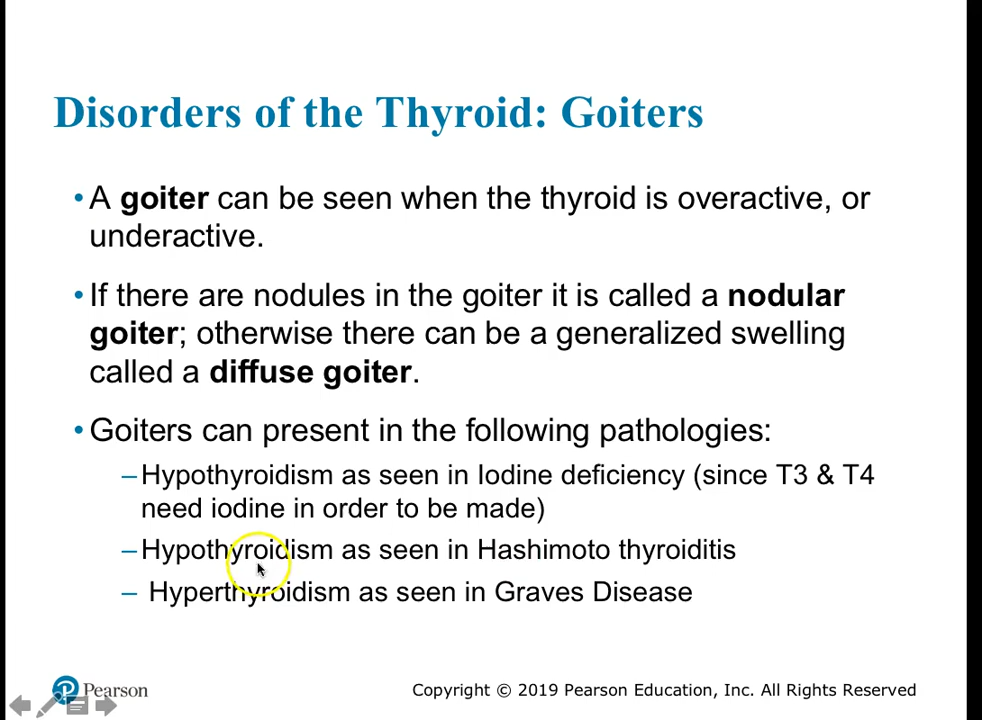 Disorders of the Thyroid: Goiters
• A goiter can be seen when the thyroid is overactive, or
underactive.
• If there are nodules in the goiter it is called a nodular
goiter; otherwise there can be a generalized swelling
called a diffuse goiter.
• Goiters can present in the following pathologies:
– Hypothyroidism as seen in Iodine deficiency (since T3 & T4
need iodine in order to be made)
– Hypothyroidism as seen in Hashimoto thyroiditis
– Hyperthyroidism as seen in Graves Disease
P Pearson
Copyright © 2019 Pearson Education, Inc. All Rights Reserved